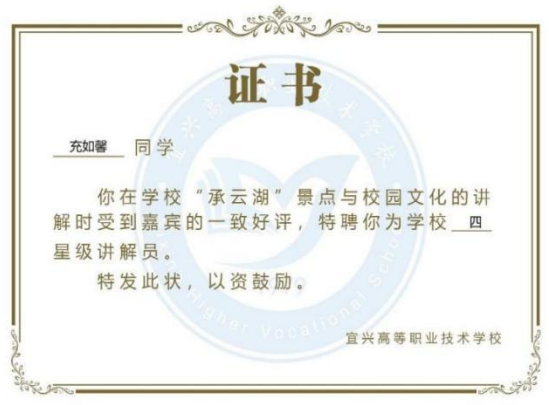 证书
充如馨 同学
你在学校“承云湖”景点与校园文化的讲
解时受到嘉宾的一致好评，特聘你为学校 四
星级讲解员。
特发此状，以资鼓励。
宜兴高等职业技术学校